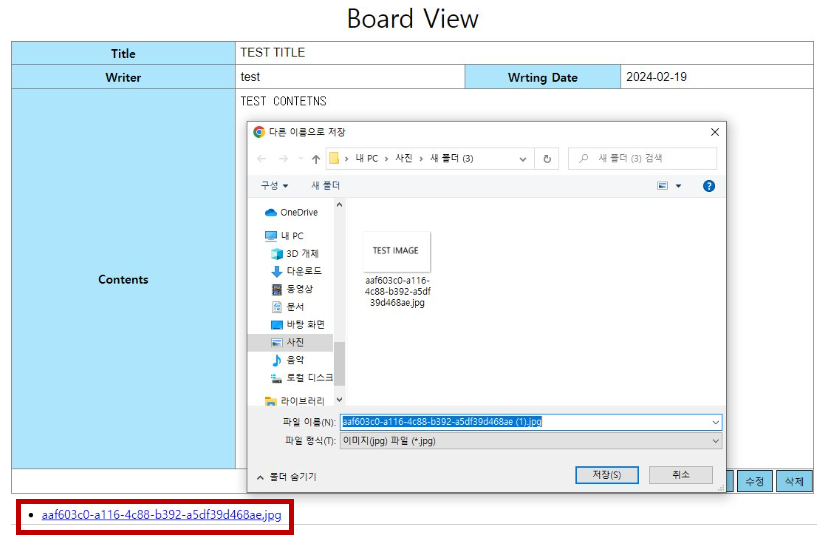 Board View
Title TEST TITLE
Writer test Wrting Date 2024-02-19
Contents
TEST CONTETNS
다른 이름으로 저장
내 PC 사진 새 폴더 (3) 새 폴더 (3) 검색
구성 새 폴더
OneDrive
내 PC
3D 개체
다운로드
동영상
문서
바탕 화면
사진
음악
로컬 디스크
라이브러리
TEST IMAGE
aaf603c0-a116-
4c88-b392-a5df
39d468ae.jpg
파일 이름(N): aaf603c0-a116-4c88-b392-a5df39d468ae (1).jpg
파일 형식(T): 이미지(jpg) 파일 (*.jpg)
폴더 숨기기 저장(S) 취소
수정 삭제
aaf603c0-a116-4c88-b392-a5df39d468ae.jpg